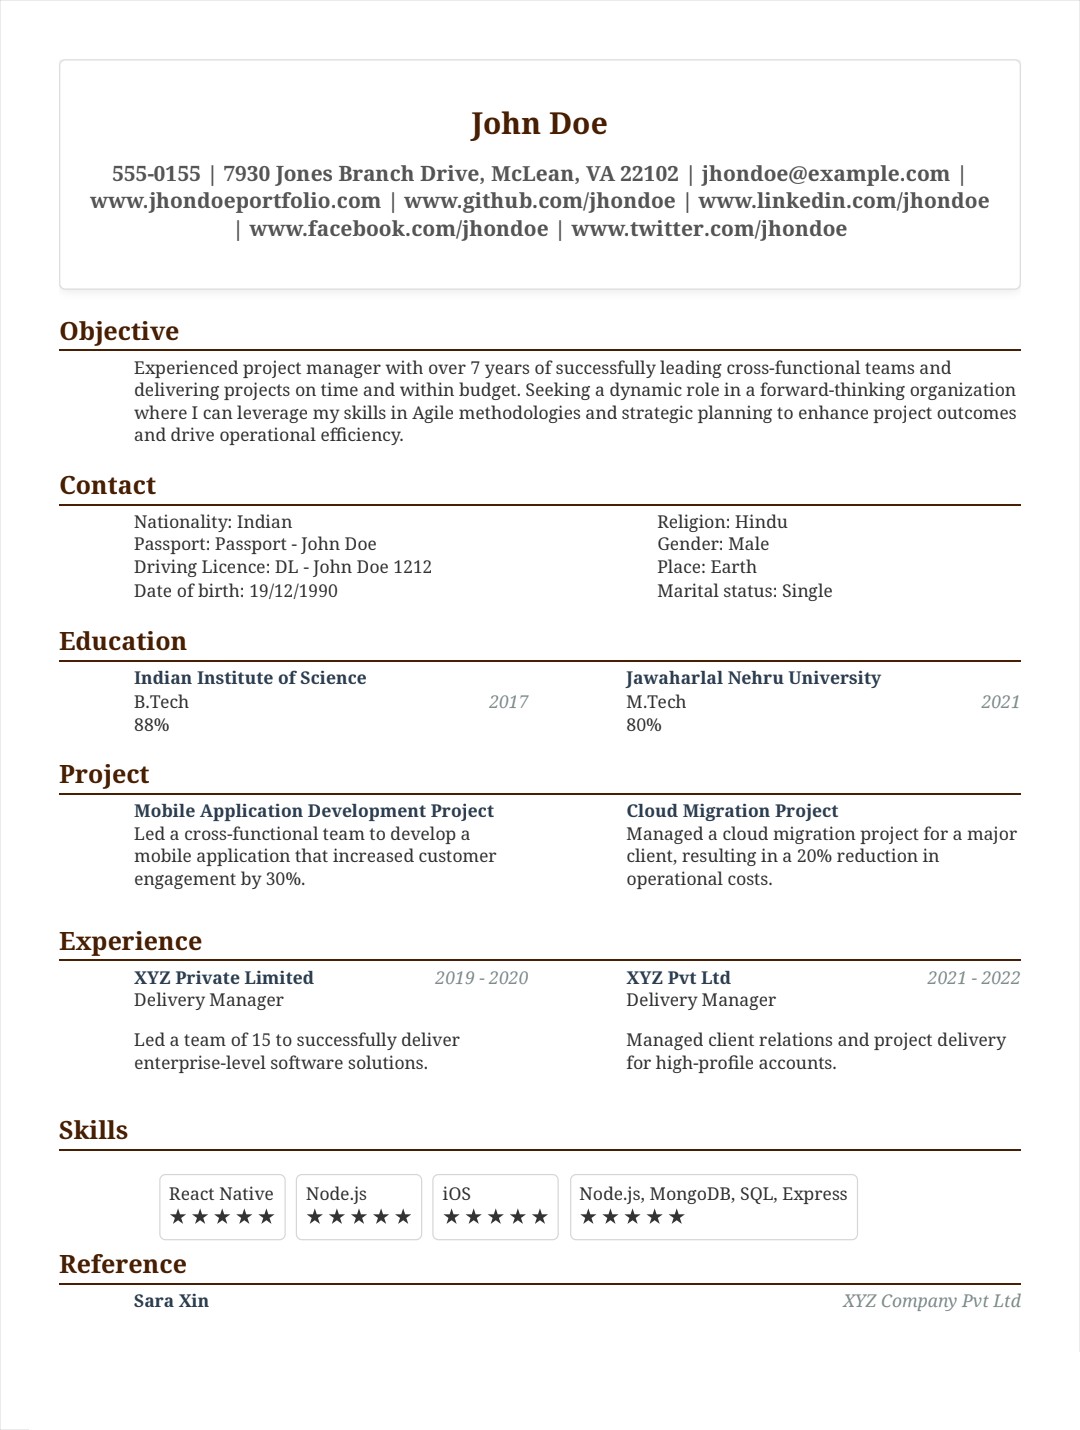 John Doe
555-0155 | 7930 Jones Branch Drive, McLean, VA 22102 | jhondoe@example.com |
www.jhondoeportfolio.com | www.github.com/jhondoe | www.linkedin.com/jhondoe
| www.facebook.com/jhondoe | www.twitter.com/jhondoe
Objective
Experienced project manager with over 7 years of successfully leading cross-functional teams and
delivering projects on time and within budget. Seeking a dynamic role in a forward-thinking organization
where I can leverage my skills in Agile methodologies and strategic planning to enhance project outcomes
and drive operational efficiency.
Contact
Nationality: Indian
Passport: Passport - John Doe
Driving Licence: DL - John Doe 1212
Date of birth: 19/12/1990
Religion: Hindu
Gender: Male
Place: Earth
Marital status: Single
Education
Indian Institute of Science
B.Tech 2017
88%
Jawaharlal Nehru University
M.Tech 2021
80%
Project
Mobile Application Development Project
Led a cross-functional team to develop a
mobile application that increased customer
engagement by 30%.
Cloud Migration Project
Managed a cloud migration project for a major
client, resulting in a 20% reduction in
operational costs.
Experience
XYZ Private Limited 2019 - 2020
Delivery Manager
Led a team of 15 to successfully deliver
enterprise-level software solutions.
XYZ Pvt Ltd 2021 - 2022
Delivery Manager
Managed client relations and project delivery
for high-profile accounts.
Skills
React Native
★★★★★
Node.js
★★★★★
iOS
★★★★★
Node.js, MongoDB, SQL, Express
★★★★★
Reference
Sara Xin XYZ Company Pvt Ltd